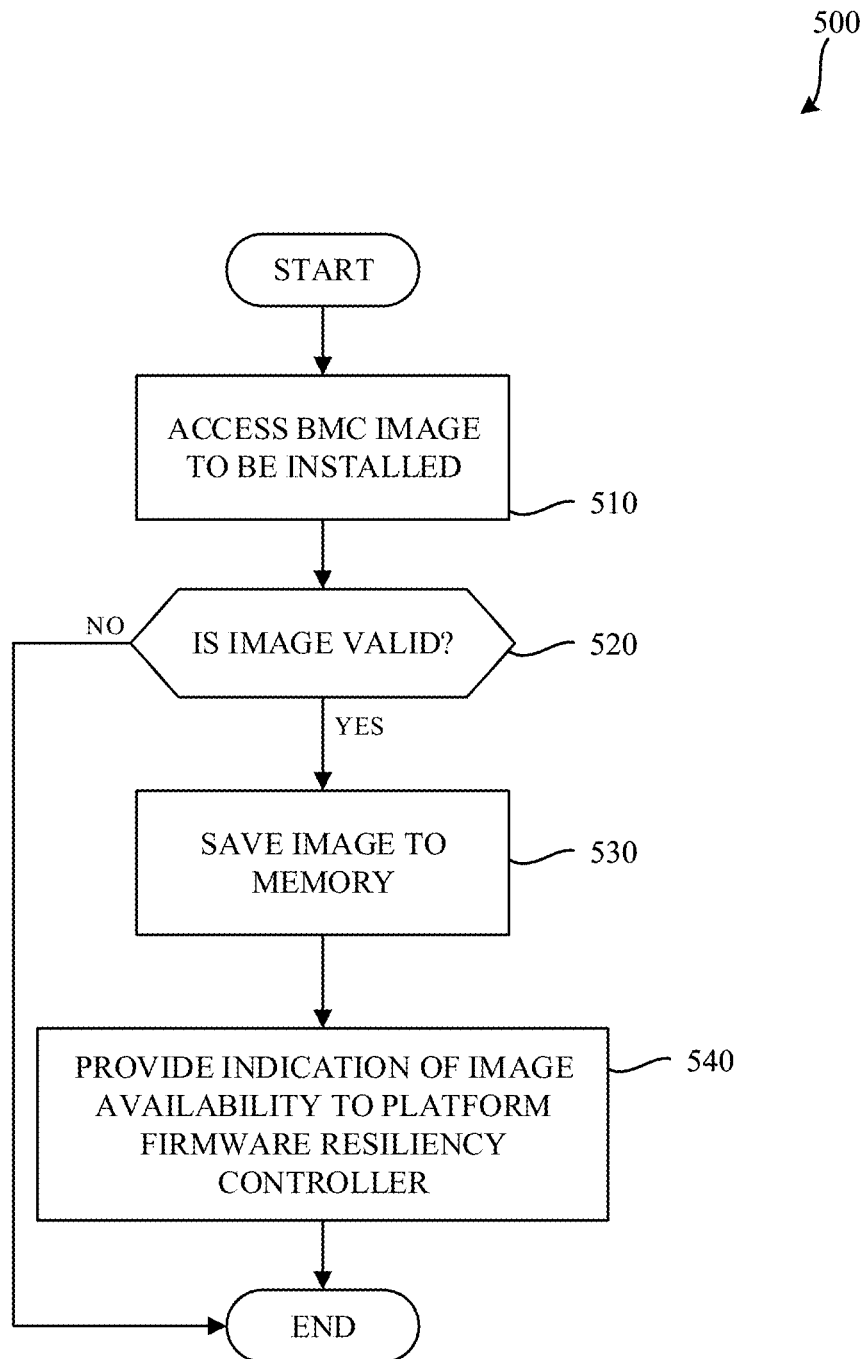 500
START
ACCESS BMC IMAGE
TO BE INSTALLED
510
NO
IS IMAGE VALID?
520
YES
SAVE IMAGE TO
MEMORY
530
PROVIDE INDICATION OF IMAGE
AVAILABILITY TO PLATFORM
FIRMWARE RESILIENCY
CONTROLLER
540
END